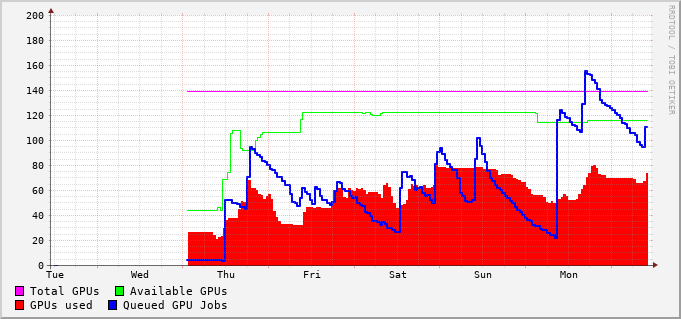 200
180
160
140
120
100
80
60
40
20
0
Tue Wed Thu Fri Sat Sun Mon
Total GPUs Available GPUs
GPUs used Queued GPU Jobs
RRDTOOL / TOBI OETIKER